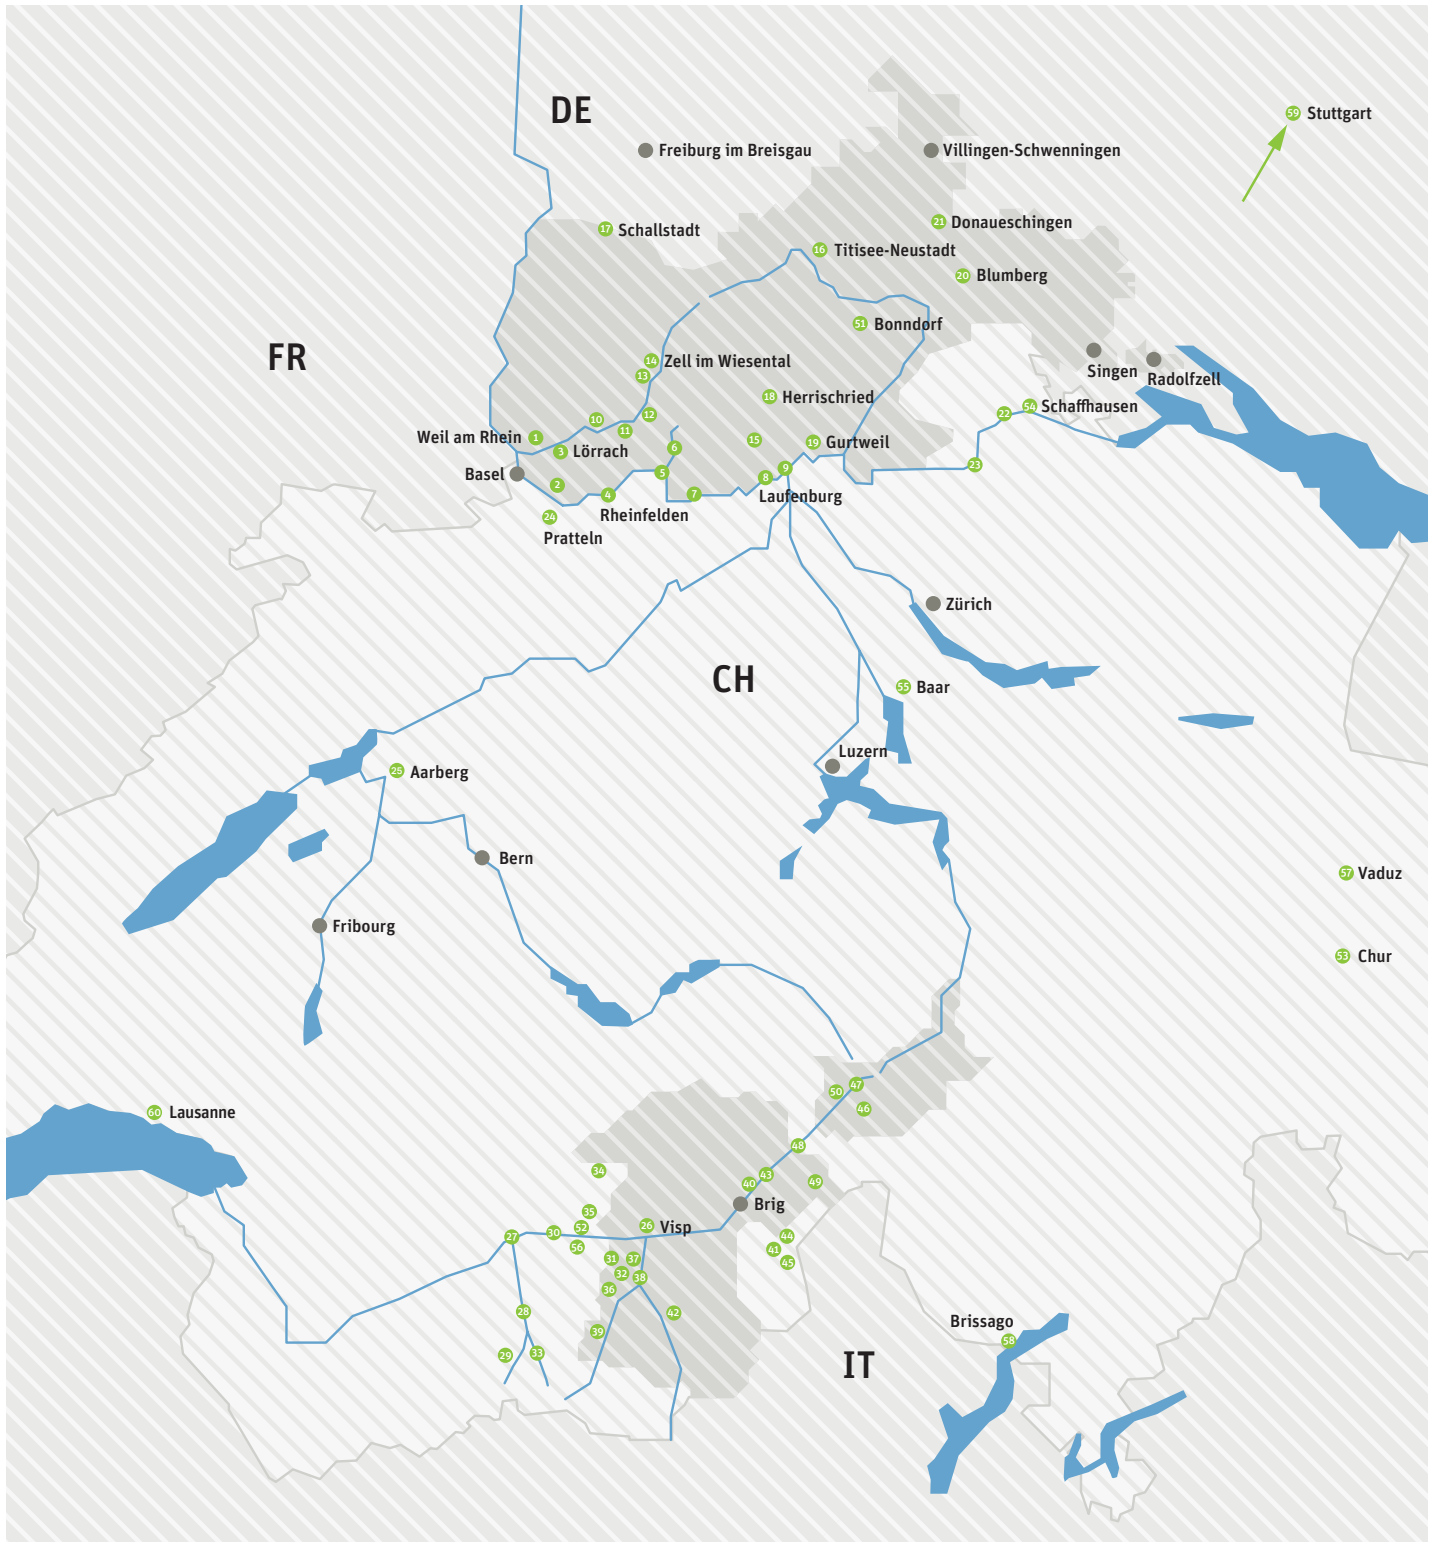 DE
59 Stuttgart
Freiburg im Breisgau
Villingen-Schwenningen
17 Schallstadt
21 Donaueschingen
16 Titisee-Neustadt
20 Blumberg
51 Bonndorf
FR
14 Zell im Wiesental
13
Singen
Radolfzell
18 Herrischried
54 Schaffhausen
22
10
12
11
Weil am Rhein 1
3 Lörrach
15
19 Gurtweil
6
23
Basel
5
9
8
2
4
7
Laufenburg
Rheinfelden
24
Pratteln
Zürich
CH
55 Baar
Luzern
25 Aarberg
Bern
57 Vaduz
Fribourg
53 Chur
47
50
46
60 Lausanne
48
34
43
40
49
Brig
35
26 Visp
52
30
27
44
56
41
31
37
45
32
38
36
28
42
39
Brissago
58
29
33
IT